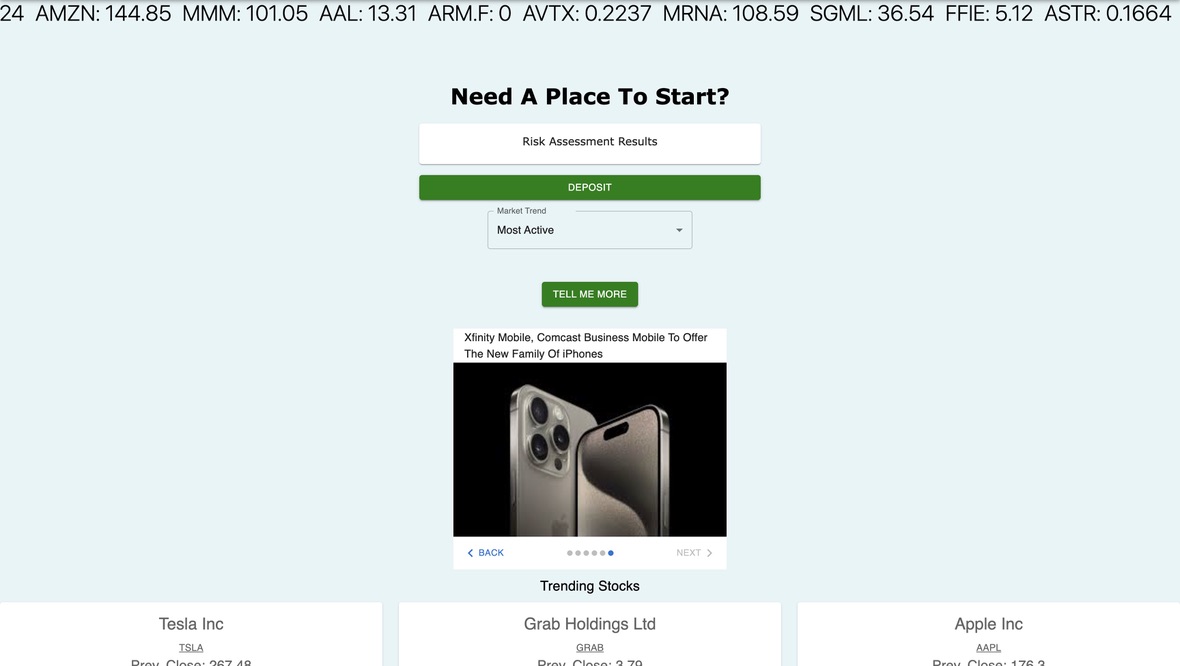 24 AMZN: 144.85 MMM: 101.05 AAL: 13.31 ARM.F: 0 AVTX: 0.2237 MRNA: 108.59 SGML: 36.54 FFIE: 5.12 ASTR: 0.1664
Need A Place To Start?
Risk Assessment Results
DEPOSIT
Market Trend
Most Active
TELL ME MORE
Xfinity Mobile, Comcast Business Mobile To Offer
The New Family Of iPhones
BACK NEXT
Trending Stocks
Tesla Inc
TSLA
Prev. Close: 267.48
Grab Holdings Ltd
GRAB
Prev. Close: 3.79
Apple Inc
AAPL
Prev. Close: 176.3